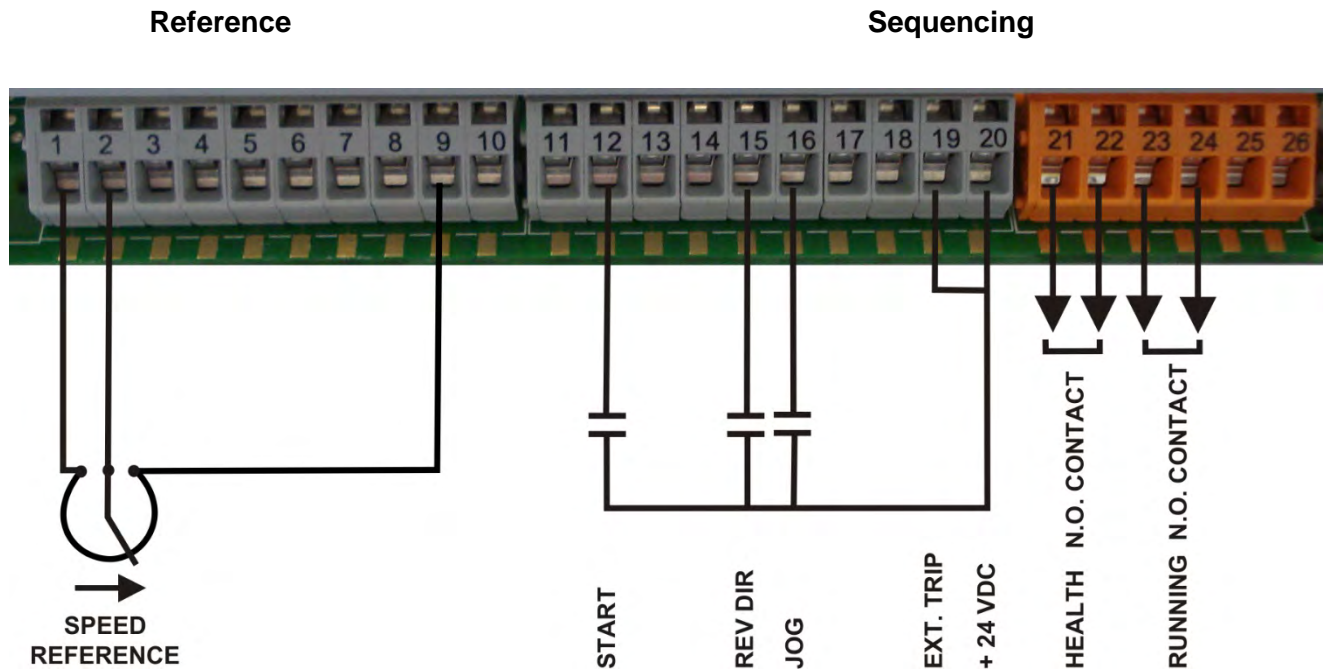 Reference Sequencing
1 2 3 4 5 6 7 8 9 10 11 12 13 14 15 16 17 18 19 20 21 22 23 24 25 26
SPEED
REFERENCE
START
REV DIR
JOG
EXT. TRIP
+ 24 VDC
HEALTH N.O. CONTACT
RUNNING N.O. CONTACT